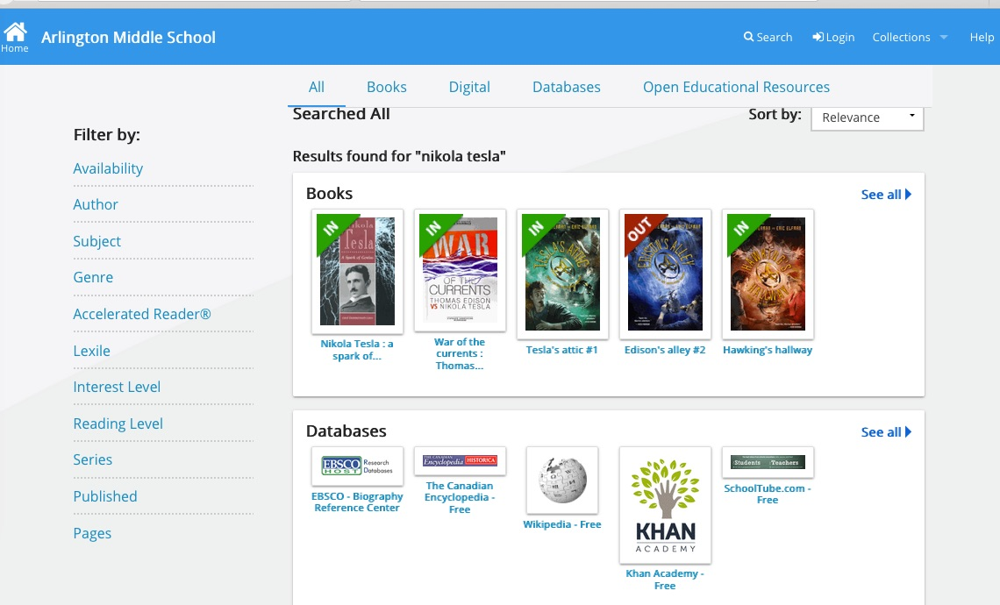 Home
Arlington Middle School
Search
Login
Collections
Help
All
Books
Digital
Databases
Open Educational Resources
Searched All
Sort by:
Relevance
Filter by:
Availability
Author
Subject
Genre
Accelerated Reader®
Lexile
Interest Level
Reading Level
Series
Published
Pages
Results found for "nikola tesla"
Books
See all
IN
Tesla
A Spark of Genius
Nikola Tesla : a
spark of...
IN
WAR
OF THE
CURRENTS
THOMAS EDISON
VS NIKOLA TESLA
War of the
currents :
Thomas...
IN
TESLA'S ATTIC
Tesla's attic #1
OUT
EDISON'S ALLEY
Edison's alley #2
IN
ERIC ELFMAN
Hawking's hallway
Databases
See all
EBSCO
HOST
Research
Databases
EBSCO - Biography
Reference Center
THE CANADIAN
Encyclopedia
HISTORICA
The Canadian
Encyclopedia -
Free
Wikipedia - Free
KHAN
ACADEMY
Khan Academy -
Free
Students
Teachers
SchoolTube.com -
Free